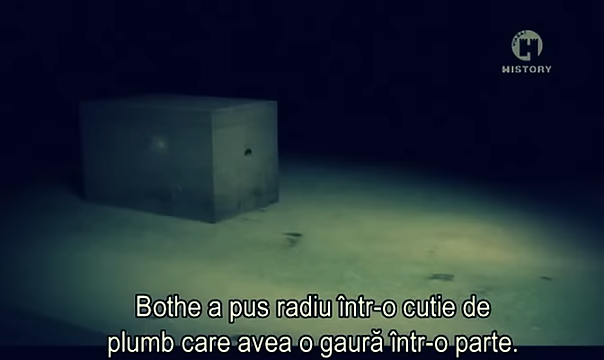 HISTORY
Bothe a pus radiu într-o cutie de
plumb care avea o gaură într-o parte.